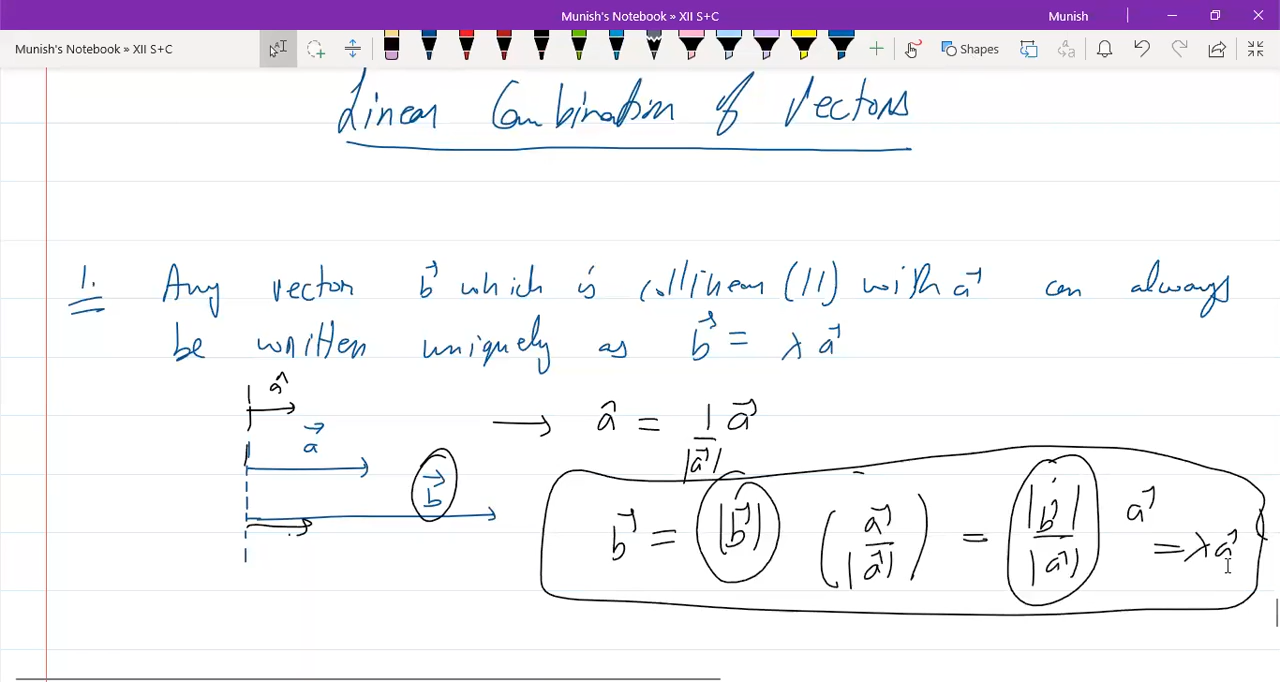 Munish's Notebook » XII S+C
Munish
Munish's Notebook » XII S+C
Shapes
Linear Combination of Vectors
1. Any vector b⃗ which is collinear (||) with a⃗ can always
be written uniquely as b⃗ = λa⃗
â
a⃗
b⃗
→ â = 1/|a⃗| a⃗
b⃗ = |b⃗| (a⃗/|a⃗|) = |b⃗|/|a⃗| a⃗ = λa⃗